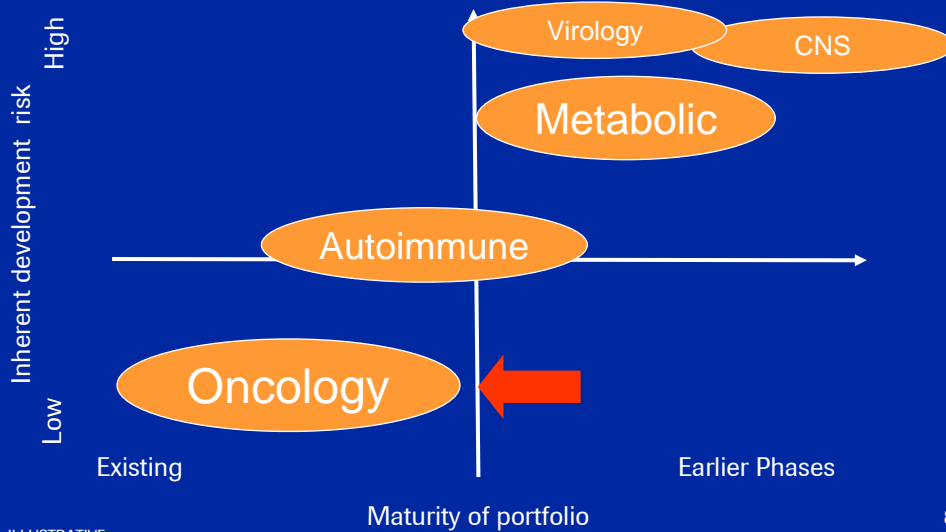 High
Virology
CNS
Metabolic
Inherent development risk
Autoimmune
Oncology
Low
Existing
Earlier Phases
Maturity of portfolio